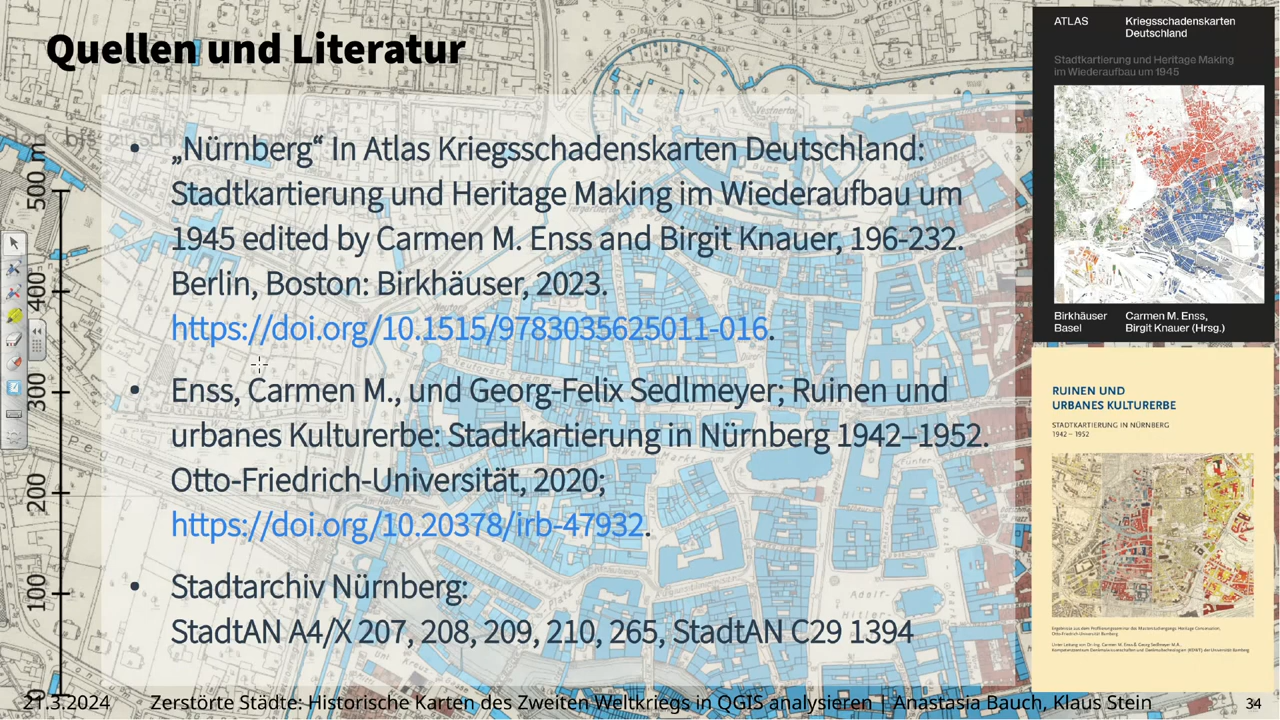 Quellen und Literatur
• „Nürnberg“ In Atlas Kriegsschadenskarten Deutschland:
Stadtkartierung und Heritage Making im Wiederaufbau um
1945 edited by Carmen M. Enss and Birgit Knauer, 196-232.
Berlin, Boston: Birkhäuser, 2023.
https://doi.org/10.1515/9783035625011-016.
• Enss, Carmen M., und Georg-Felix Sedlmeyer; Ruinen und
urbanes Kulturerbe: Stadtkartierung in Nürnberg 1942–1952.
Otto-Friedrich-Universität, 2020;
https://doi.org/10.20378/irb-47932.
• Stadtarchiv Nürnberg:
StadtAN A4/X 207, 208, 209, 210, 265, StadtAN C29 1394
ATLAS Kriegsschadenskarten
Deutschland
Stadtkartierung und Heritage Making
im Wiederaufbau um 1945
Birkhäuser Carmen M. Enss,
Basel Birgit Knauer (Hrsg.)
RUINEN UND
URBANES KULTURERBE
STADTKARTIERUNG IN NÜRNBERG
1942 – 1952
500 m
400
300
200
100
0
Adolf-
Hitler-
21.3.2024 Zerstörte Städte: Historische Karten des Zweiten Weltkriegs in QGIS analysieren | Anastasia Bauch, Klaus Stein 34